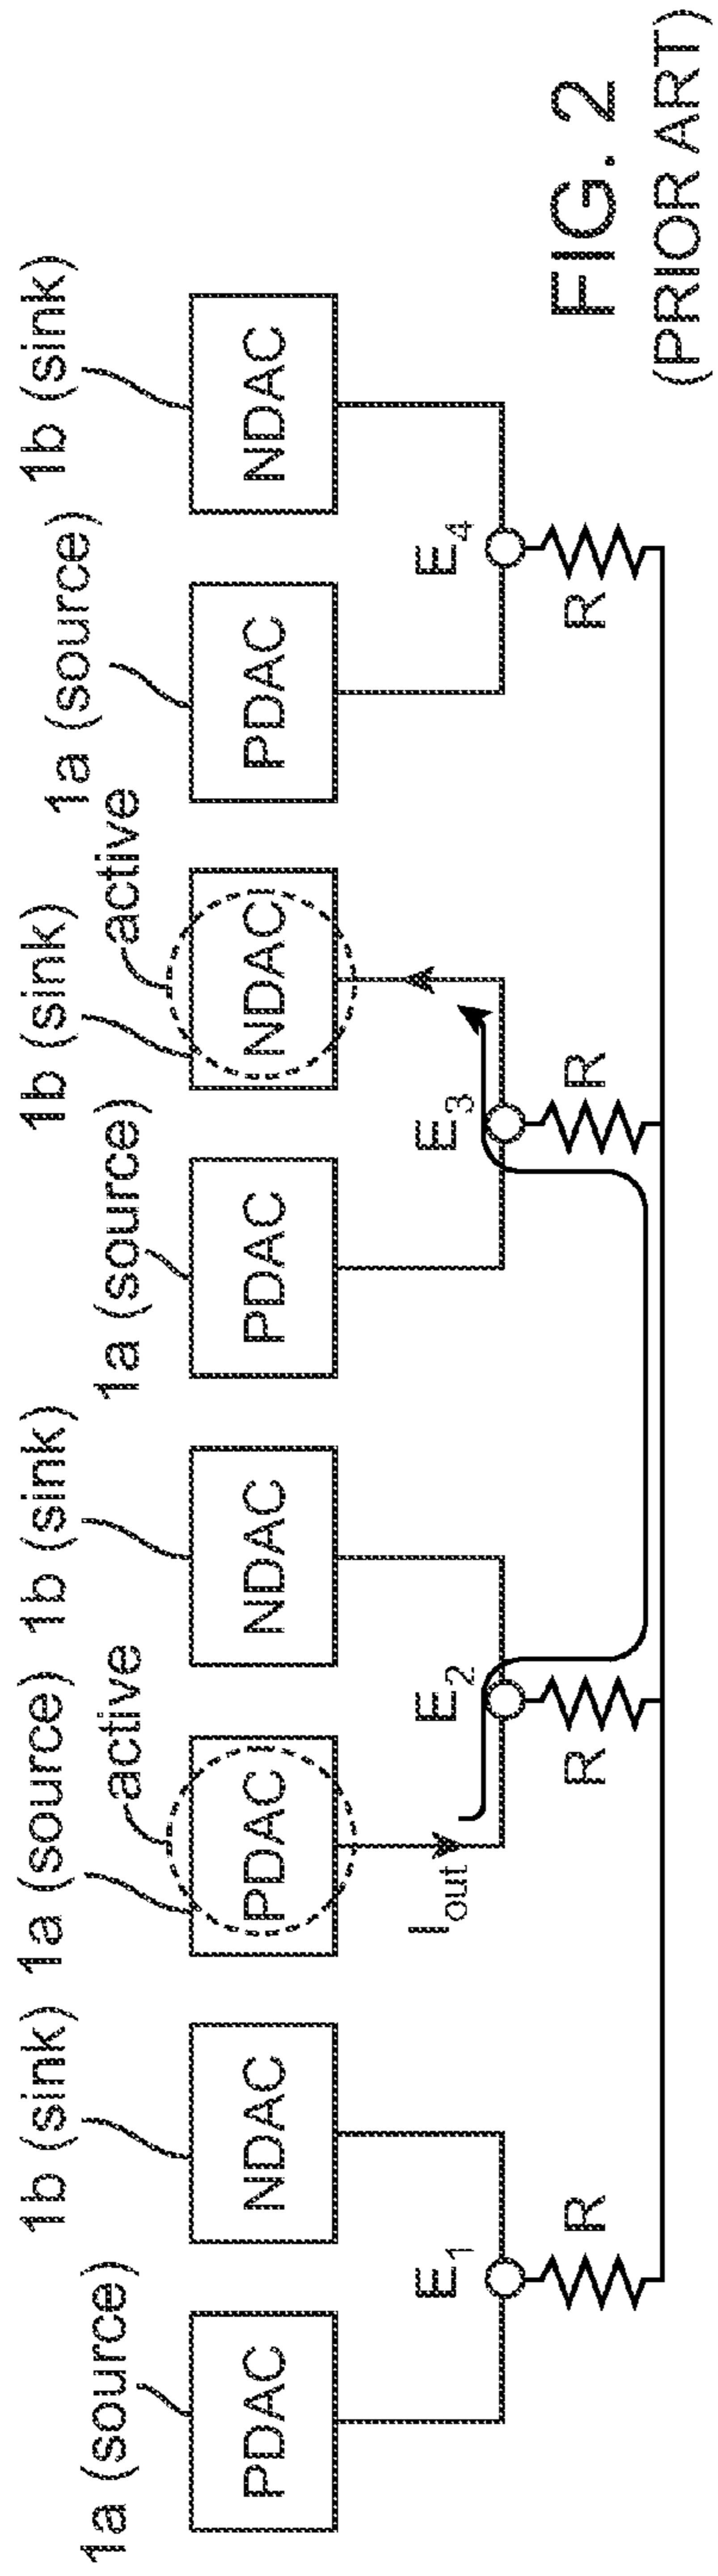 1a (source)
1b (sink)
1a (source)
active
1b (sink)
1a (source)
1b (sink)
active
1a (source)
1b (sink)
PDAC
NDAC
PDAC
NDAC
PDAC
NDAC
PDAC
NDAC
Iout
E1
E2
E3
E4
R
R
R
R
FIG. 2
(PRIOR ART)